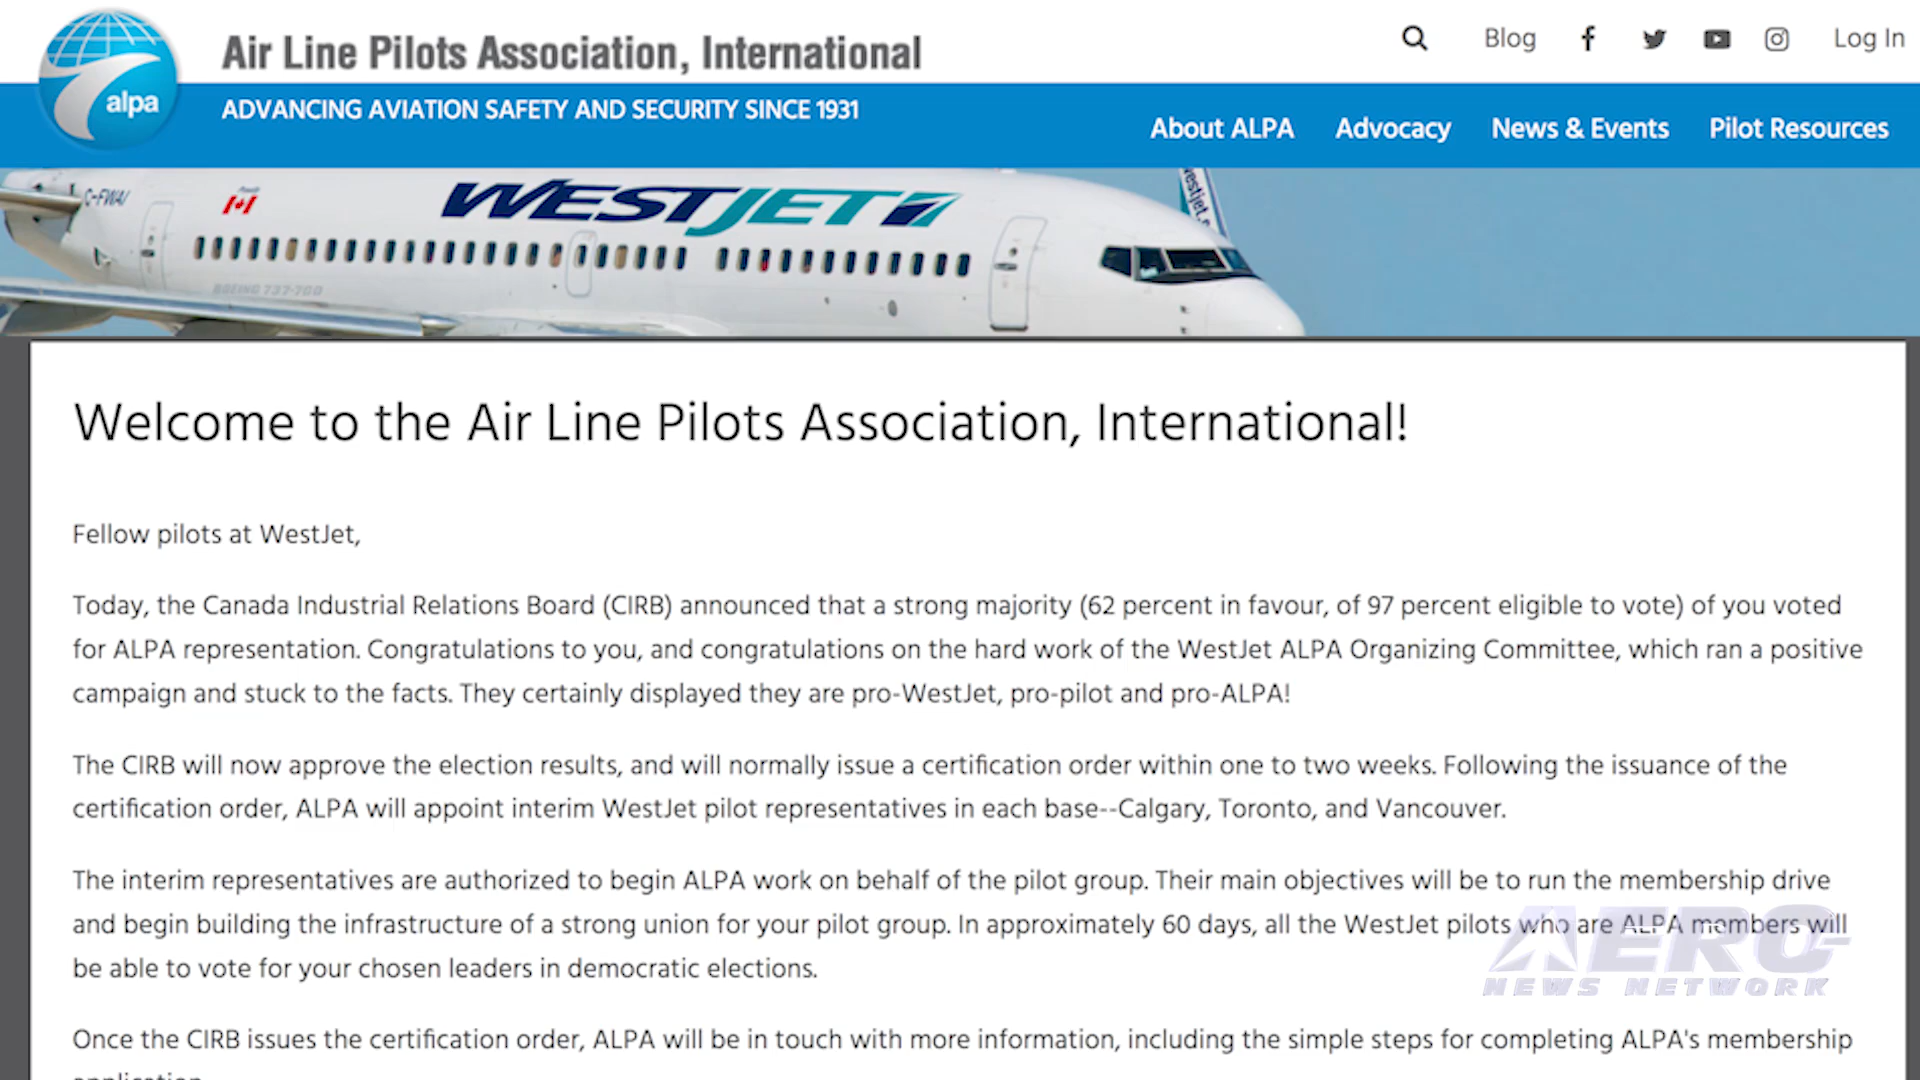 Air Line Pilots Association, International
Blog
Log In
alpa
ADVANCING AVIATION SAFETY AND SECURITY SINCE 1931
About ALPA
Advocacy
News & Events
Pilot Resources
WESTJET
westjet.
BOEING 737-700
Welcome to the Air Line Pilots Association, International!
Fellow pilots at WestJet,
Today, the Canada Industrial Relations Board (CIRB) announced that a strong majority (62 percent in favour, of 97 percent eligible to vote) of you voted
for ALPA representation. Congratulations to you, and congratulations on the hard work of the WestJet ALPA Organizing Committee, which ran a positive
campaign and stuck to the facts. They certainly displayed they are pro-WestJet, pro-pilot and pro-ALPA!
The CIRB will now approve the election results, and will normally issue a certification order within one to two weeks. Following the issuance of the
certification order, ALPA will appoint interim WestJet pilot representatives in each base--Calgary, Toronto, and Vancouver.
The interim representatives are authorized to begin ALPA work on behalf of the pilot group. Their main objectives will be to run the membership drive
and begin building the infrastructure of a strong union for your pilot group. In approximately 60 days, all the WestJet pilots who are ALPA members will
be able to vote for your chosen leaders in democratic elections.
AERO
NEWS NETWORK
Once the CIRB issues the certification order, ALPA will be in touch with more information, including the simple steps for completing ALPA's membership
application.